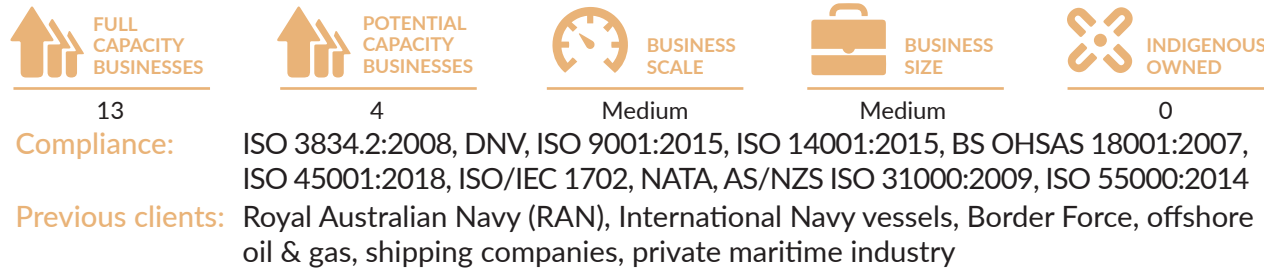 FULL
CAPACITY
BUSINESSES
13
POTENTIAL
CAPACITY
BUSINESSES
4
BUSINESS
SCALE
Medium
BUSINESS
SIZE
Medium
INDIGENOUS
OWNED
0
Compliance: ISO 3834.2:2008, DNV, ISO 9001:2015, ISO 14001:2015, BS OHSAS 18001:2007,
ISO 45001:2018, ISO/IEC 1702, NATA, AS/NZS ISO 31000:2009, ISO 55000:2014
Previous clients: Royal Australian Navy (RAN), International Navy vessels, Border Force, offshore
oil & gas, shipping companies, private maritime industry